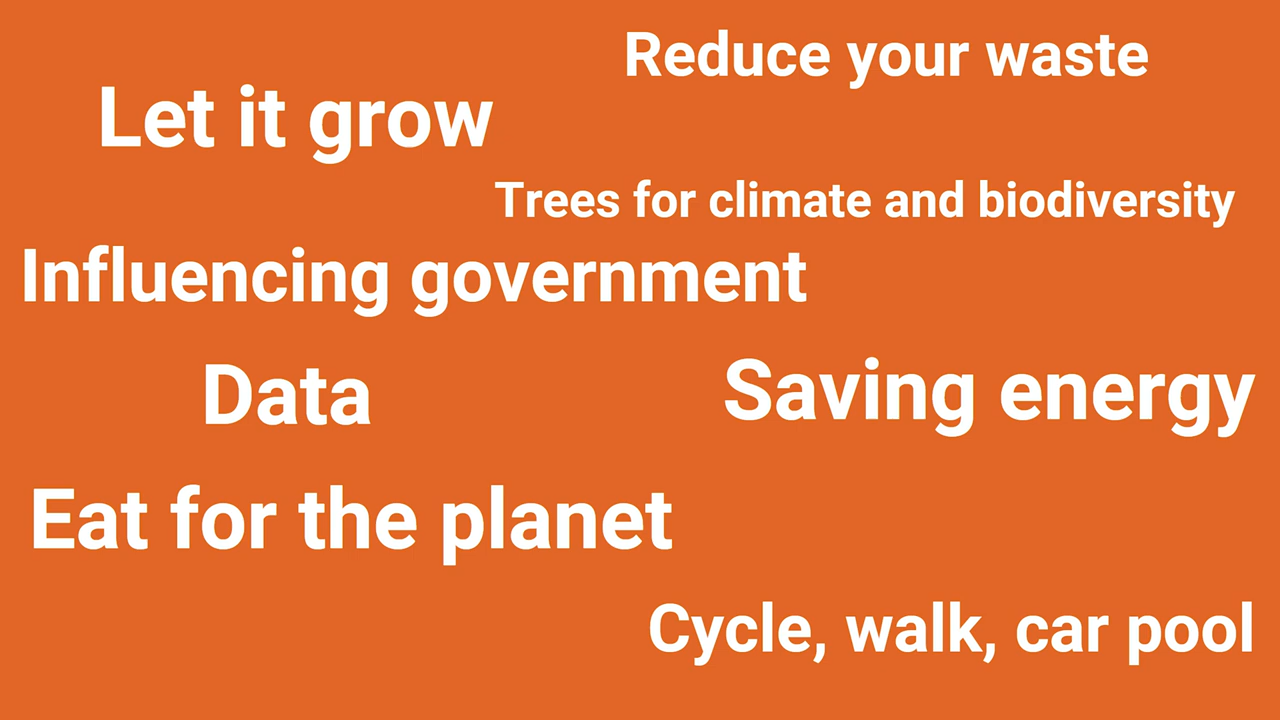 Reduce your waste
Let it grow
Trees for climate and biodiversity
Influencing government
Data
Saving energy
Eat for the planet
Cycle, walk, car pool